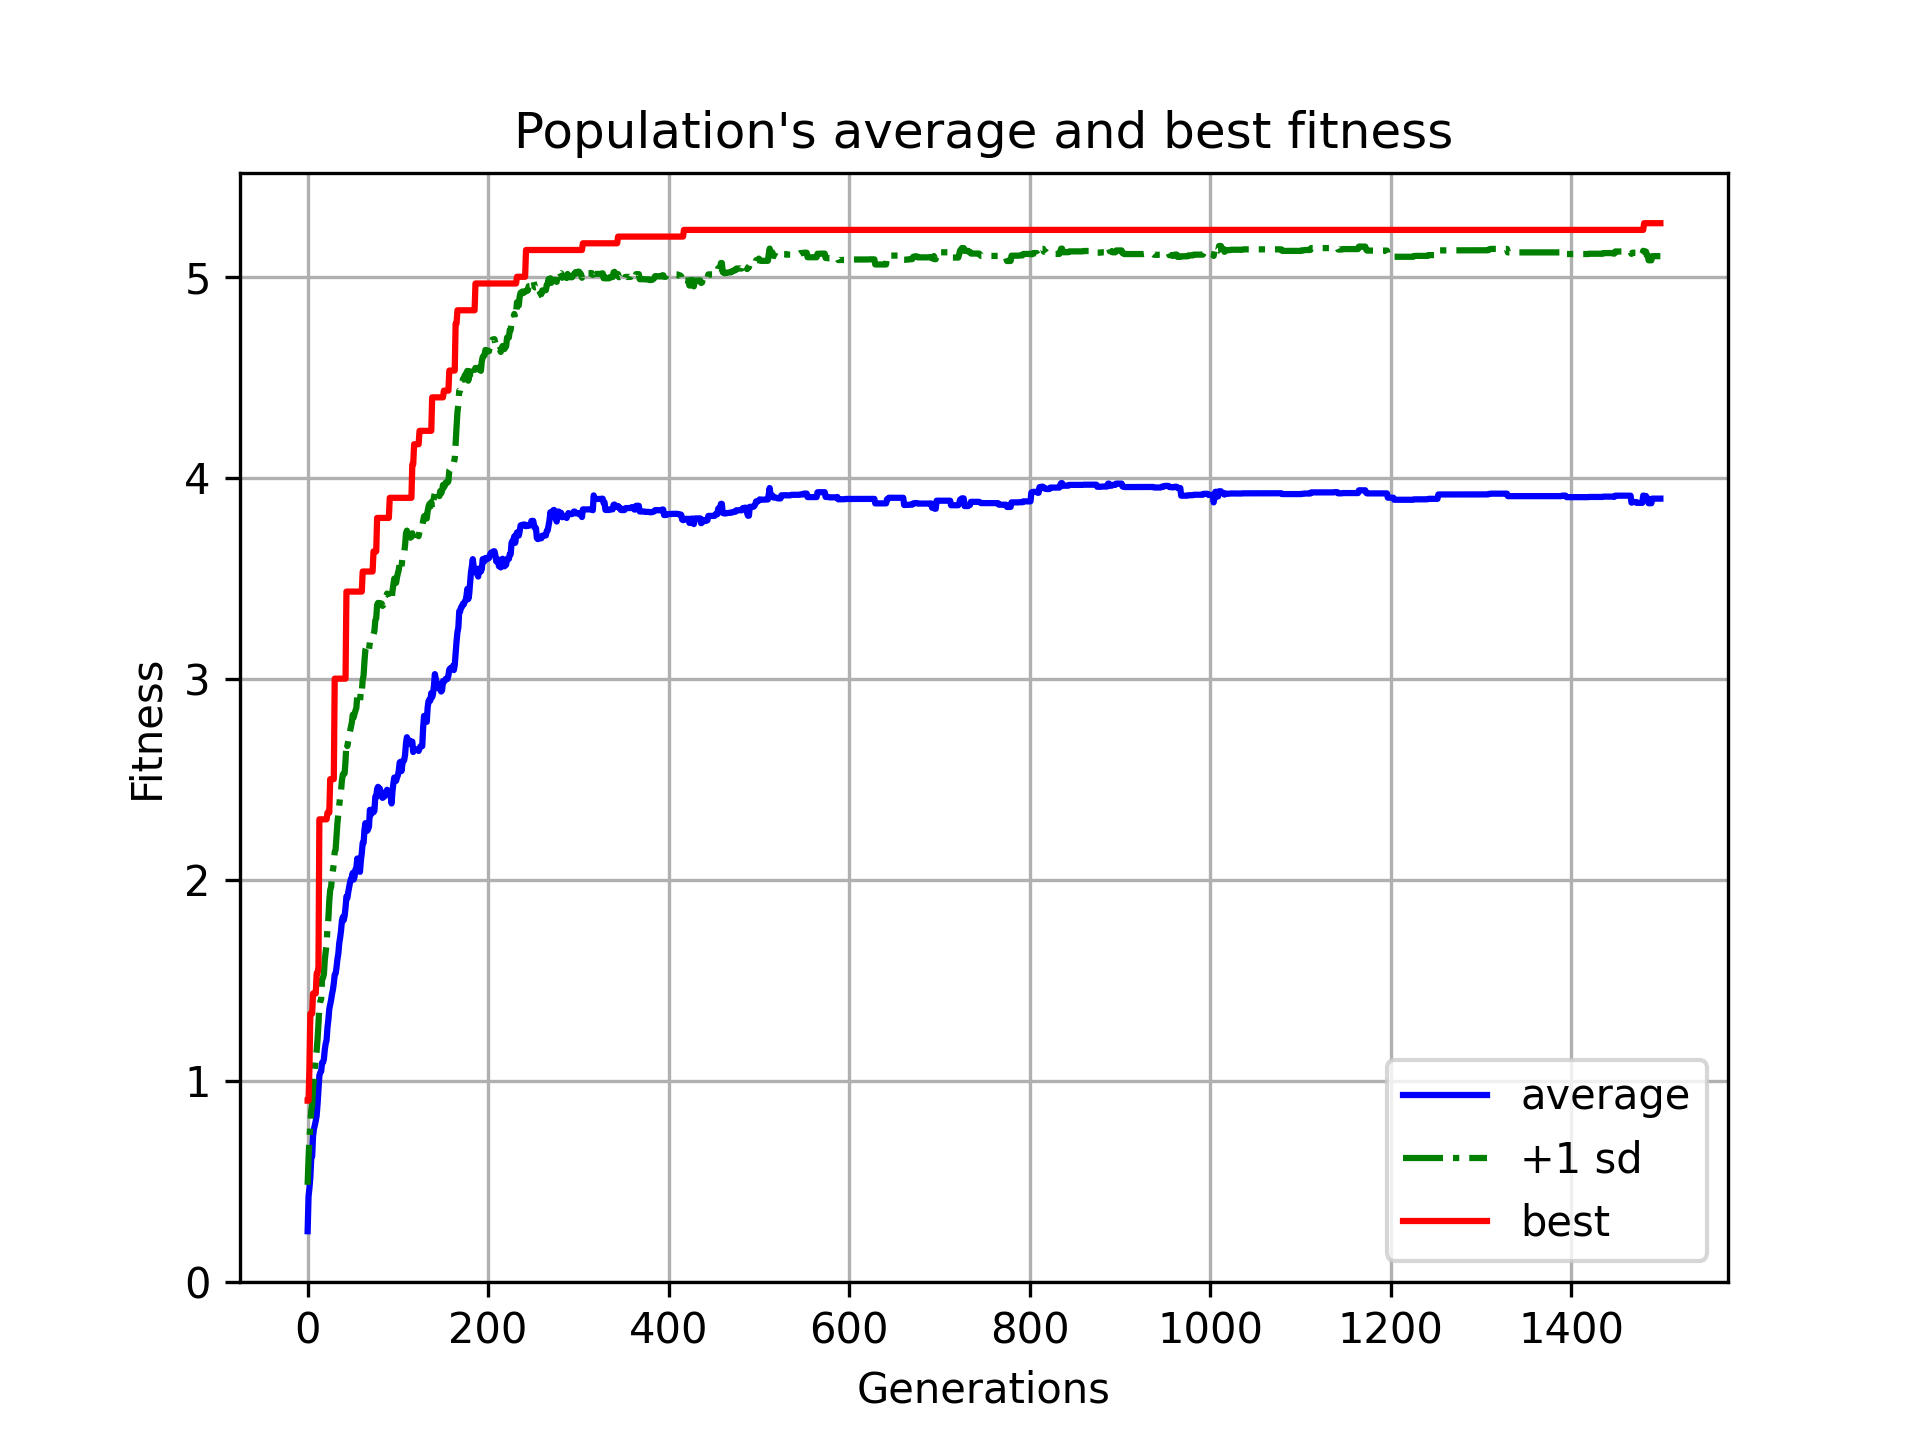 Population's average and best fitness
Fitness
5
4
3
2
1
0
0 200 400 600 800 1000 1200 1400
Generations
average
+1 sd
best